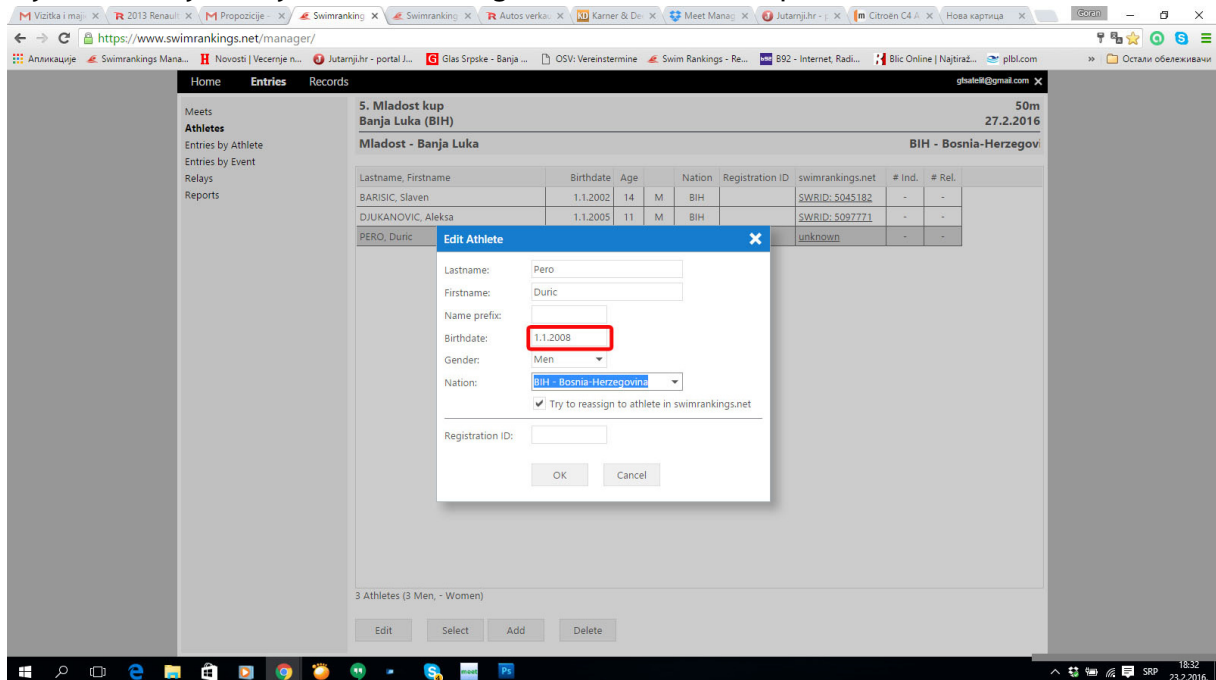 Vizitka i maji
2013 Renault
Propozicije -
Swimranking
Swimranking
Autos verka
Karner & De
Meet Manag
Jutarnji.hr - p
Citroën C4 A
Нова картица
Goran
https://www.swimrankings.net/manager/
Апликације
Swimrankings Mana...
Novosti | Vecernje n...
Jutarnji.hr - portal J...
Glas Srpske - Banja ...
OSV: Vereinstermine
Swim Rankings - Re...
B92 - Internet, Radi...
Blic Online | Najtiraž...
plbl.com
»
Остали обележивачи
Home Entries Records
gtsatelit@gmail.com X
Meets
Athletes
Entries by Athlete
Entries by Event
Relays
Reports
5. Mladost kup 50m
Banja Luka (BIH) 27.2.2016
Mladost - Banja Luka BIH - Bosnia-Herzegovi
Lastname, Firstname Birthdate Age Nation Registration ID swimrankings.net # Ind. # Rel.
BARISIC, Slaven 1.1.2002 14 M BIH SWRID: 5045182 - -
DJUKANOVIC, Aleksa 1.1.2005 11 M BIH SWRID: 5097771 - -
PERO, Duric unknown - -
Edit Athlete
Lastname: Pero
Firstname: Duric
Name prefix:
Birthdate: 1.1.2008
Gender: Men
Nation: BIH - Bosnia-Herzegovina
Try to reassign to athlete in swimrankings.net
Registration ID:
OK Cancel
3 Athletes (3 Men, - Women)
Edit Select Add Delete
meet
Ps
SRP
18:32
23.2.2016.